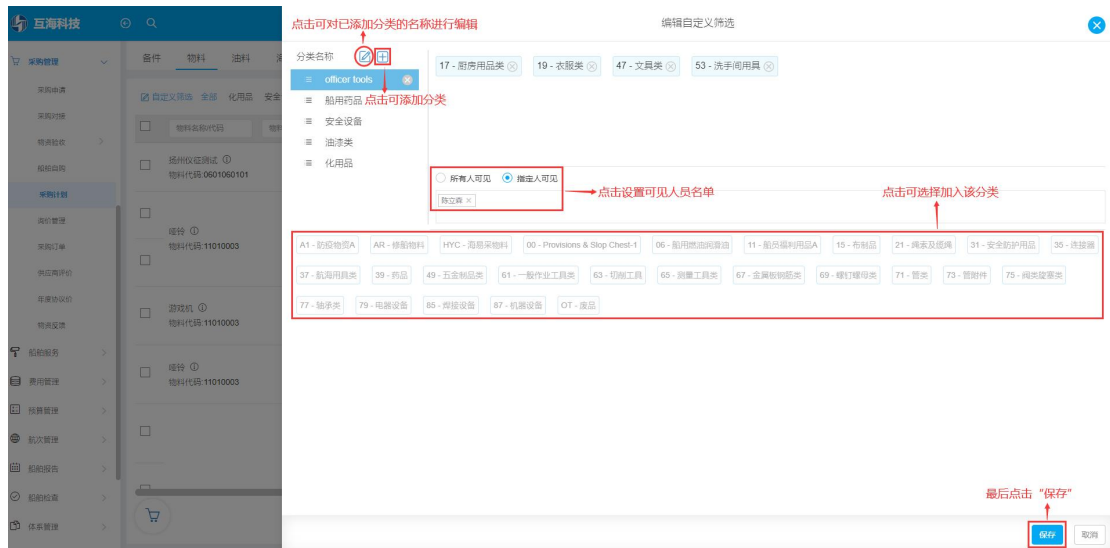 互海科技
点击可对已添加分类的名称进行编辑
编辑自定义筛选
采购管理
采购申请
采购对接
物资验收
船舶自购
采购计划
询价管理
采购订单
供应商评价
年度协议价
物资反馈
船舶服务
费用管理
预算管理
航次管理
船舶报告
船舶检查
体系管理
备件 物料 油料
自定义筛选 全部 化用品 安全
物料名称/代码
扬州仪征测试
物料代码:0601060101
哑铃
物料代码:11010003
游戏机
物料代码:11010003
哑铃
物料代码:11010003
分类名称
officer tools
船用药品
点击可添加分类
安全设备
油漆类
化用品
17 - 厨房用品类 19 - 衣服类 47 - 文具类 53 - 洗手间用具
所有人可见 指定人可见
点击设置可见人员名单
点击可选择加入该分类
陈立森 ×
A1 - 防疫物资A AR - 修船物料 HYC - 海易采物料 00 - Provisions & Slop Chest-1 06 - 船用燃油润滑油 11 - 船员福利用品A 15 - 布制品 21 - 绳索及缆绳 31 - 安全防护用品 35 - 连接器
37 - 航海用具类 39 - 药品 49 - 五金制品类 61 - 一般作业工具类 63 - 切削工具 65 - 测量工具类 67 - 金属板钢筋类 69 - 螺钉螺母类 71 - 管类 73 - 管附件 75 - 阀类旋塞类
77 - 轴承类 79 - 电器设备 85 - 焊接设备 87 - 机器设备 OT - 废品
最后点击“保存”
保存 取消